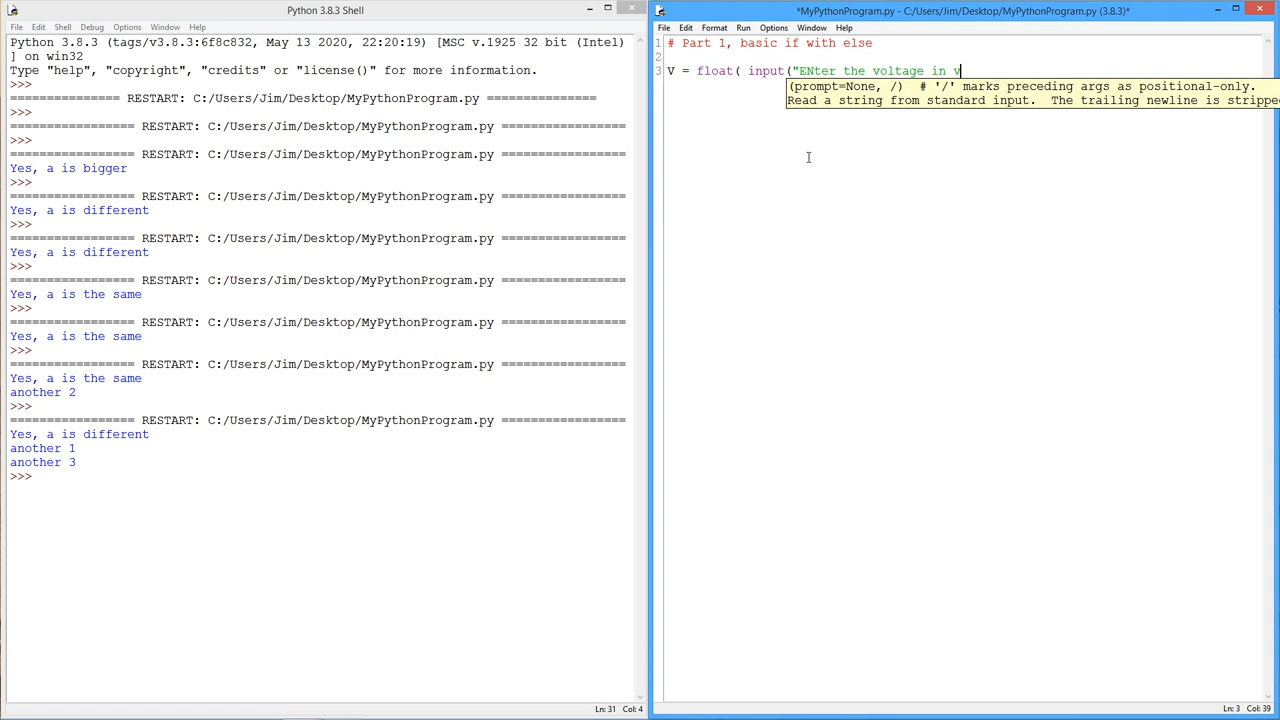 Python 3.8.3 Shell
File Edit Shell Debug Options Window Help
Python 3.8.3 (tags/v3.8.3:6f8c832, May 13 2020, 22:20:19) [MSC v.1925 32 bit (Intel)
] on win32
Type "help", "copyright", "credits" or "license()" for more information.
>>>
=============== RESTART: C:/Users/Jim/Desktop/MyPythonProgram.py ===============
>>>
================= RESTART: C:/Users/Jim/Desktop/MyPythonProgram.py =================
>>>
================= RESTART: C:/Users/Jim/Desktop/MyPythonProgram.py =================
Yes, a is bigger
>>>
================= RESTART: C:/Users/Jim/Desktop/MyPythonProgram.py =================
Yes, a is different
>>>
================= RESTART: C:/Users/Jim/Desktop/MyPythonProgram.py =================
Yes, a is different
>>>
================= RESTART: C:/Users/Jim/Desktop/MyPythonProgram.py =================
Yes, a is the same
>>>
================= RESTART: C:/Users/Jim/Desktop/MyPythonProgram.py =================
Yes, a is the same
>>>
================= RESTART: C:/Users/Jim/Desktop/MyPythonProgram.py =================
Yes, a is the same
another 2
>>>
================= RESTART: C:/Users/Jim/Desktop/MyPythonProgram.py =================
Yes, a is different
another 1
another 3
>>>
Ln: 31 Col: 4
*MyPythonProgram.py - C:/Users/Jim/Desktop/MyPythonProgram.py (3.8.3)*
File Edit Format Run Options Window Help
1 # Part 1, basic if with else
2
3 V = float( input("ENter the voltage in v
(prompt=None, /) # '/' marks preceding args as positional-only.
Read a string from standard input. The trailing newline is stripped
Ln: 3 Col: 39